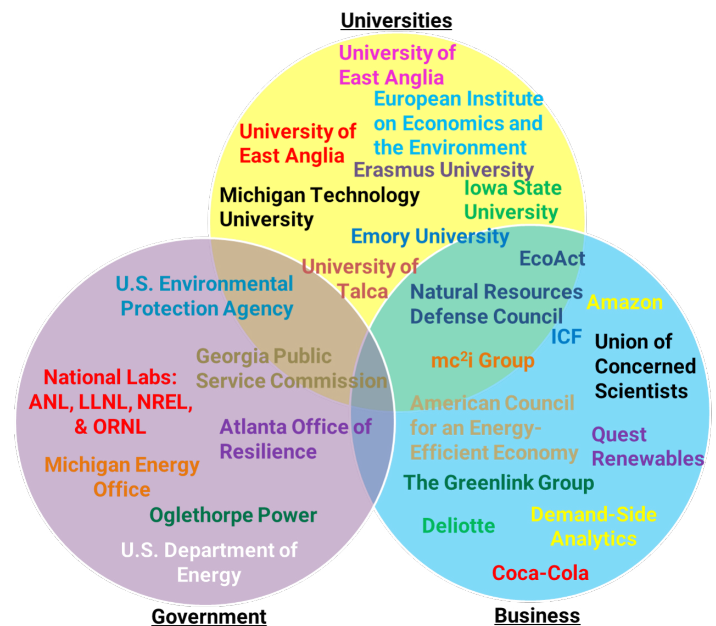 Universities
University of
East Anglia
European Institute
on Economics and
the Environment
University of
East Anglia
Erasmus University
Michigan Technology
University
Iowa State
University
Emory University
EcoAct
University of
Talca
U.S. Environmental
Protection Agency
Natural Resources
Defense Council
Amazon
ICF
Union of
Concerned
Scientists
Georgia Public
Service Commission
mc²i Group
National Labs:
ANL, LLNL, NREL,
& ORNL
American Council
for an Energy-
Efficient Economy
Atlanta Office of
Resilience
Quest
Renewables
Michigan Energy
Office
The Greenlink Group
Oglethorpe Power
Deliotte
Demand-Side
Analytics
U.S. Department of
Energy
Coca-Cola
Government
Business